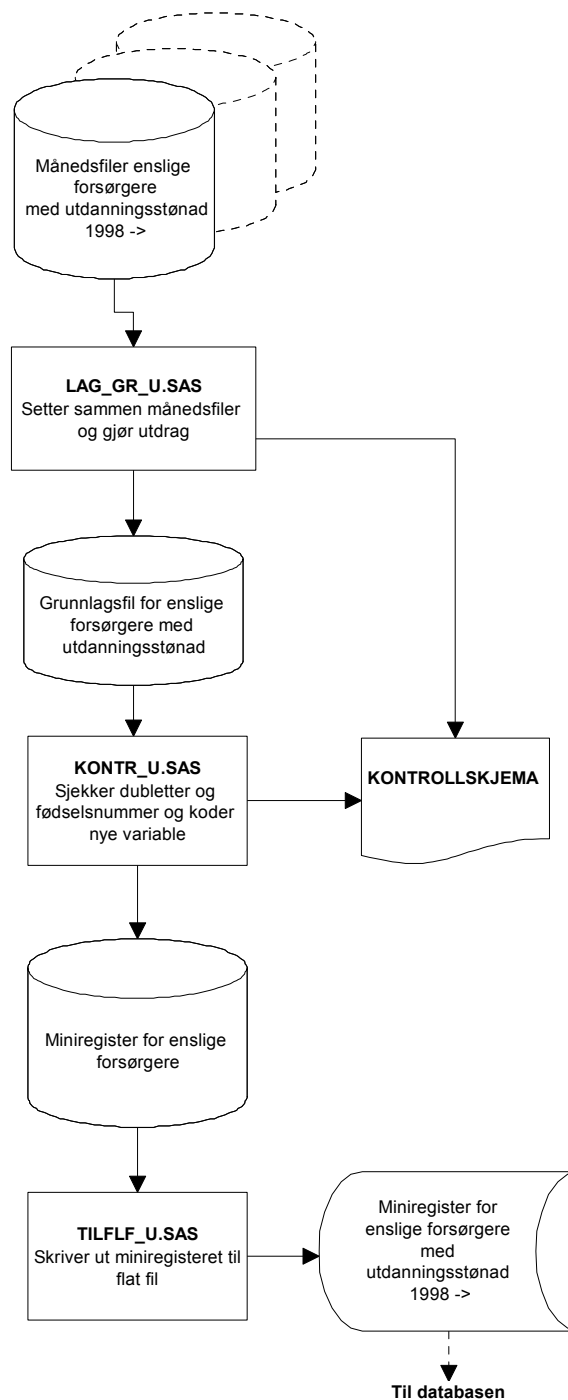 Månedsfiler enslige
forsørgere
med utdanningsstønad
1998 ->
LAG_GR_U.SAS
Setter sammen månedsfiler
og gjør utdrag
Grunnlagsfil for enslige
forsørgere med
utdanningsstønad
KONTR_U.SAS
Sjekker dubletter og
fødselsnummer og koder
nye variable
KONTROLLSKJEMA
Miniregister for enslige
forsørgere
TILFLF_U.SAS
Skriver ut miniregisteret til
flat fil
Miniregister for
enslige forsørgere
med
utdanningsstønad
1998 ->
Til databasen